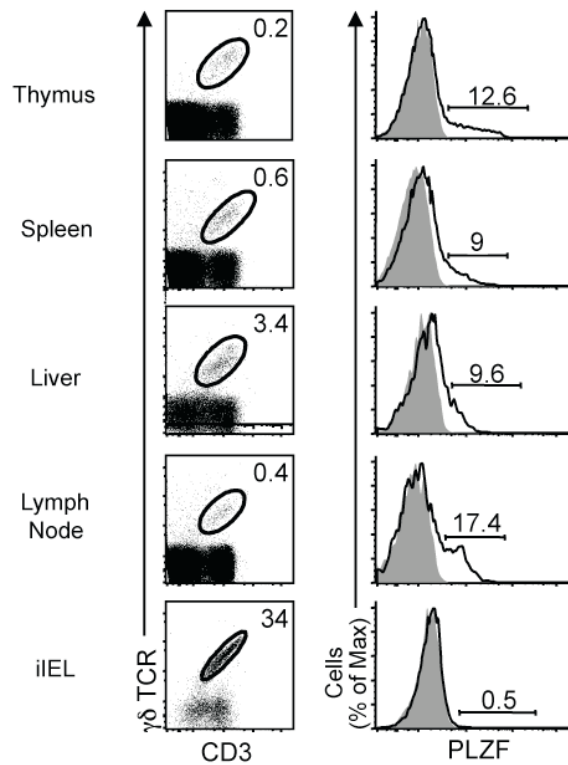 Thymus
0.2
12.6
Spleen
0.6
9
Liver
3.4
9.6
Lymph
Node
0.4
17.4
iIEL
34
0.5
γδ TCR
Cells
(% of Max)
CD3
PLZF